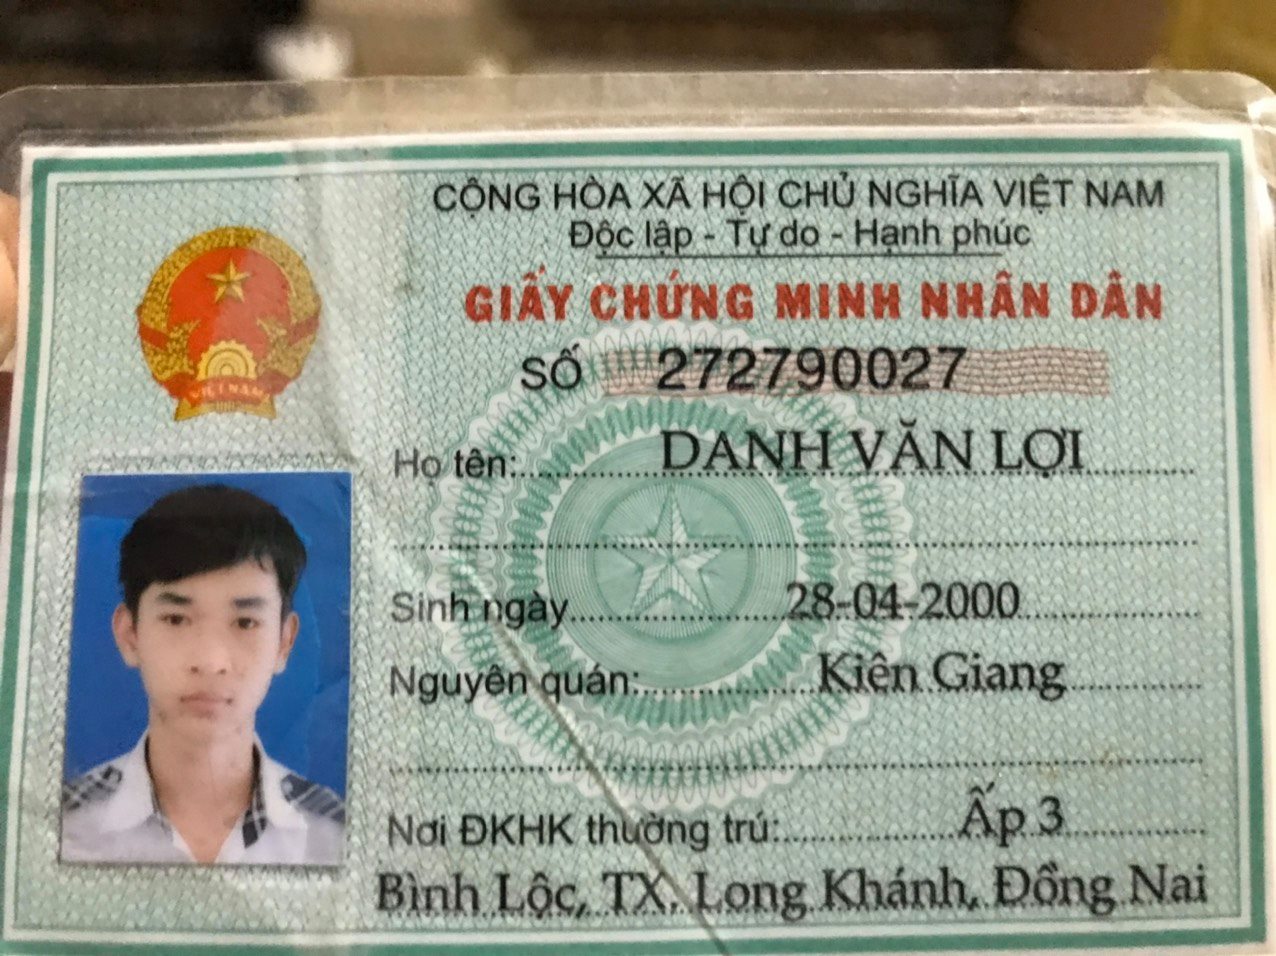 CỘNG HÒA XÃ HỘI CHỦ NGHĨA VIỆT NAM
Độc lập - Tự do - Hạnh phúc
GIẤY CHỨNG MINH NHÂN DÂN
SỐ 272790027
VIỆT NAM
Họ tên: DANH VĂN LỢI
Sinh ngày 28-04-2000
Nguyên quán: Kiên Giang
Nơi ĐKHK thường trú: Ấp 3
Bình Lộc, TX. Long Khánh, Đồng Nai